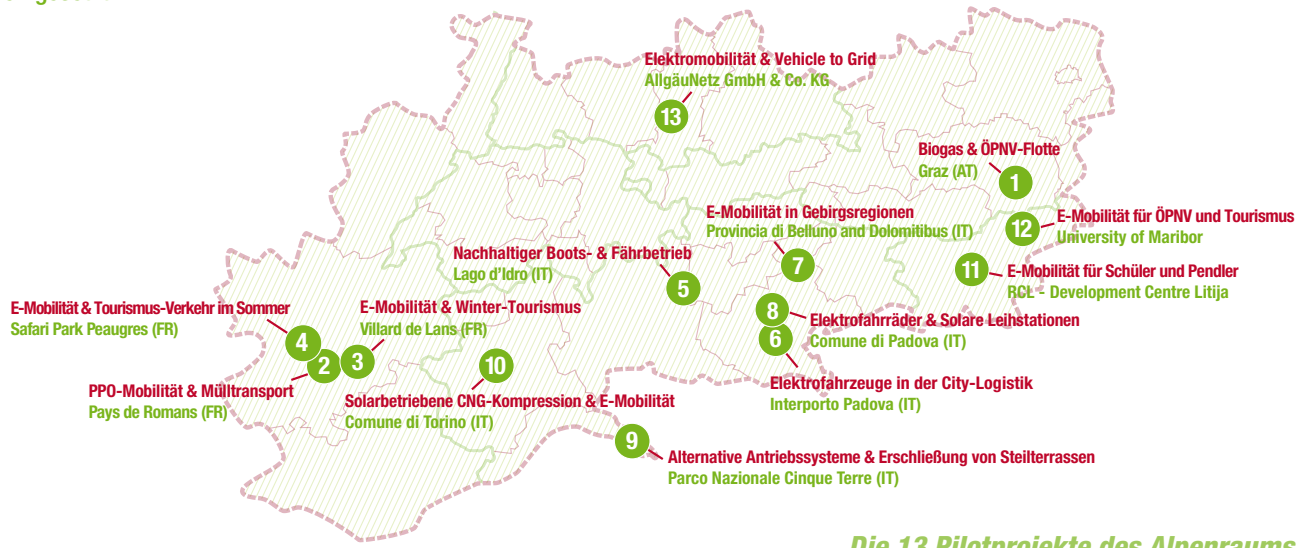 Elektromobilität & Vehicle to Grid
AllgäuNetz GmbH & Co. KG
13
Biogas & ÖPNV-Flotte
Graz (AT)
1
E-Mobilität in Gebirgsregionen
Provincia di Belluno and Dolomitibus (IT)
7
12
E-Mobilität für ÖPNV und Tourismus
University of Maribor
Nachhaltiger Boots- & Fährbetrieb
Lago d'Idro (IT)
5
11
E-Mobilität für Schüler und Pendler
RCL - Development Centre Litija
E-Mobilität & Tourismus-Verkehr im Sommer
Safari Park Peaugres (FR)
4
E-Mobilität & Winter-Tourismus
Villard de Lans (FR)
3
8
Elektrofahrräder & Solare Leihstationen
Comune di Padova (IT)
6
Elektrofahrzeuge in der City-Logistik
Interporto Padova (IT)
2
PPO-Mobilität & Mülltransport
Pays de Romans (FR)
10
Solarbetriebene CNG-Kompression & E-Mobilität
Comune di Torino (IT)
9
Alternative Antriebssysteme & Erschließung von Steilterrassen
Parco Nazionale Cinque Terre (IT)
Die 13 Pilotprojekte des Alpenraums